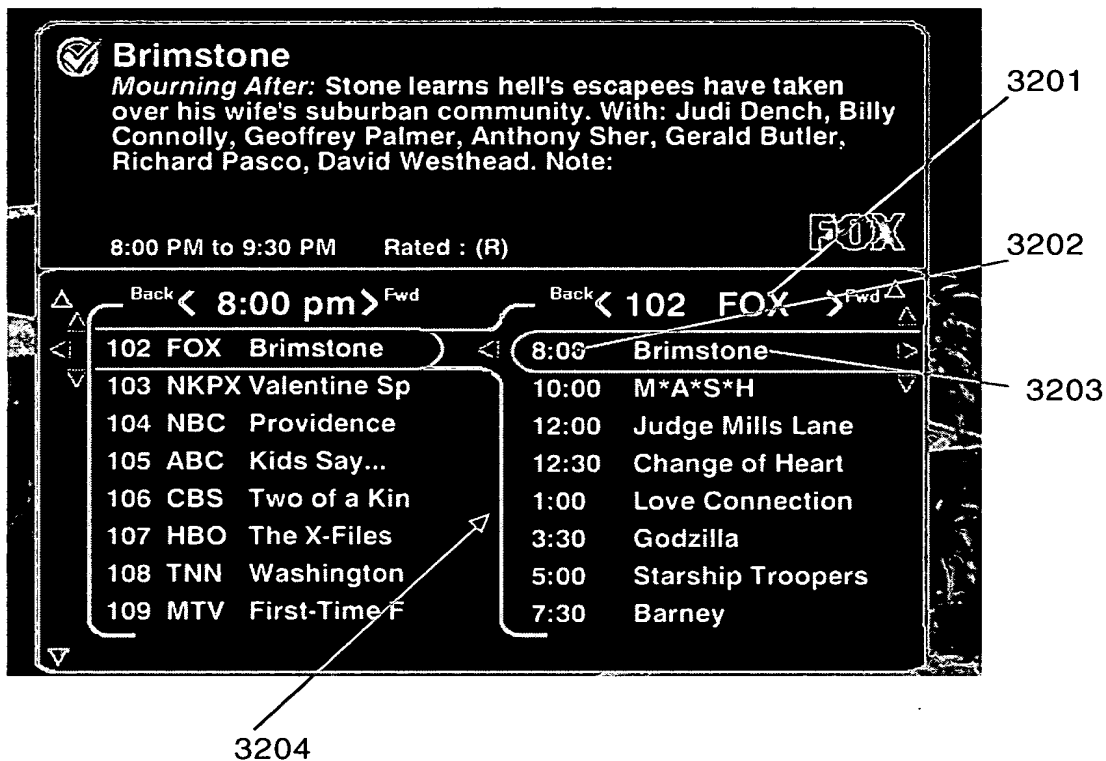 Brimstone
Mourning After: Stone learns hell's escapees have taken
over his wife's suburban community. With: Judi Dench, Billy
Connolly, Geoffrey Palmer, Anthony Sher, Gerald Butler,
Richard Pasco, David Westhead. Note:
FOX
8:00 PM to 9:30 PM Rated : (R)
Back < 8:00 pm > Fwd
102 FOX Brimstone
103 NKPX Valentine Sp
104 NBC Providence
105 ABC Kids Say...
106 CBS Two of a Kin
107 HBO The X-Files
108 TNN Washington
109 MTV First-Time F
Back < 102 FOX > Fwd
8:00 Brimstone
10:00 M*A*S*H
12:00 Judge Mills Lane
12:30 Change of Heart
1:00 Love Connection
3:30 Godzilla
5:00 Starship Troopers
7:30 Barney
3201
3202
3203
3204